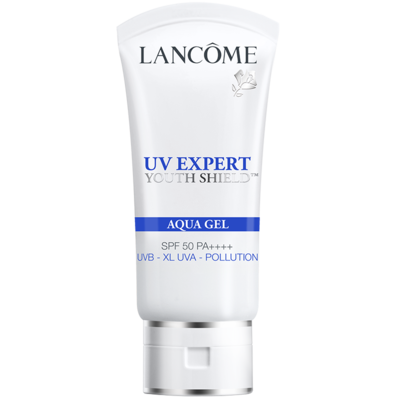 LANCÔME
UV EXPERT
YOUTH SHIELD™
AQUA GEL
SPF 50 PA++++
UVB - XL UVA - POLLUTION